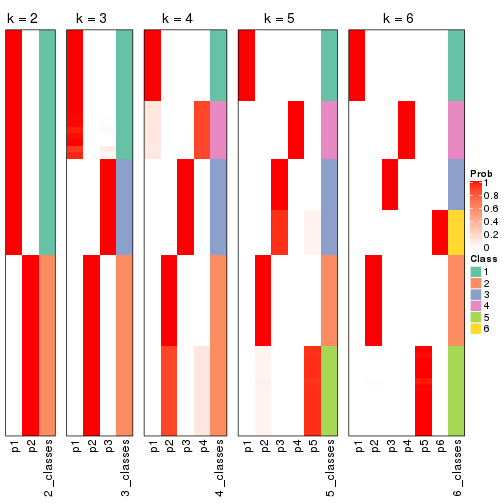 k = 2
k = 3
k = 4
k = 5
k = 6
Prob
1
0.8
0.6
0.4
0.2
0
Class
1
2
3
4
5
6
p1
p2
2_classes
p1
p2
p3
3_classes
p1
p2
p3
p4
4_classes
p1
p2
p3
p4
p5
5_classes
p1
p2
p3
p4
p5
p6
6_classes